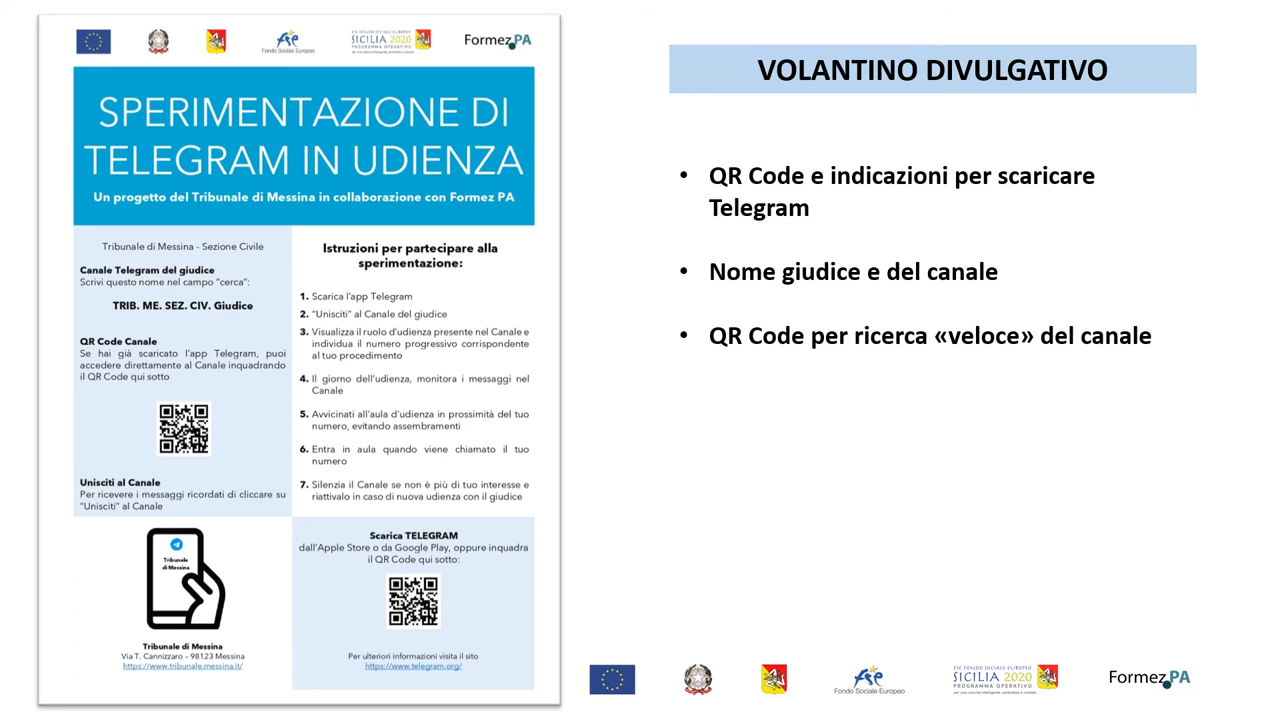 Fondo Sociale Europeo
SICILIA 2020
PROGRAMMA OPERATIVO
Formez PA
SPERIMENTAZIONE DI
TELEGRAM IN UDIENZA
Un progetto del Tribunale di Messina in collaborazione con Formez PA
Tribunale di Messina - Sezione Civile
Canale Telegram del giudice
Scrivi questo nome nel campo “cerca”:
TRIB. ME. SEZ. CIV. Giudice
QR Code Canale
Se hai già scaricato l’app Telegram, puoi
accedere direttamente al Canale inquadrando
il QR Code qui sotto
Unisciti al Canale
Per ricevere i messaggi ricordati di cliccare su
“Unisciti” al Canale
Istruzioni per partecipare alla
sperimentazione:
1. Scarica l’app Telegram
2. “Unisciti” al Canale del giudice
3. Visualizza il ruolo d’udienza presente nel Canale e
individua il numero progressivo corrispondente
al tuo procedimento
4. Il giorno dell’udienza, monitora i messaggi nel
Canale
5. Avvicinati all’aula d’udienza in prossimità del tuo
numero, evitando assembramenti
6. Entra in aula quando viene chiamato il tuo
numero
7. Silenzia il Canale se non è più di tuo interesse e
riattivalo in caso di nuova udienza con il giudice
Tribunale
di Messina
Tribunale di Messina
Via T. Cannizzaro – 98123 Messina
https://www.tribunale.messina.it/
Scarica TELEGRAM
dall’Apple Store o da Google Play, oppure inquadra
il QR Code qui sotto:
Per ulteriori informazioni visita il sito
https://www.telegram.org/
VOLANTINO DIVULGATIVO
• QR Code e indicazioni per scaricare
Telegram
• Nome giudice e del canale
• QR Code per ricerca «veloce» del canale
Fondo Sociale Europeo
PO FONDO SOCIALE EUROPEO
SICILIA 2020
PROGRAMMA OPERATIVO
Formez PA